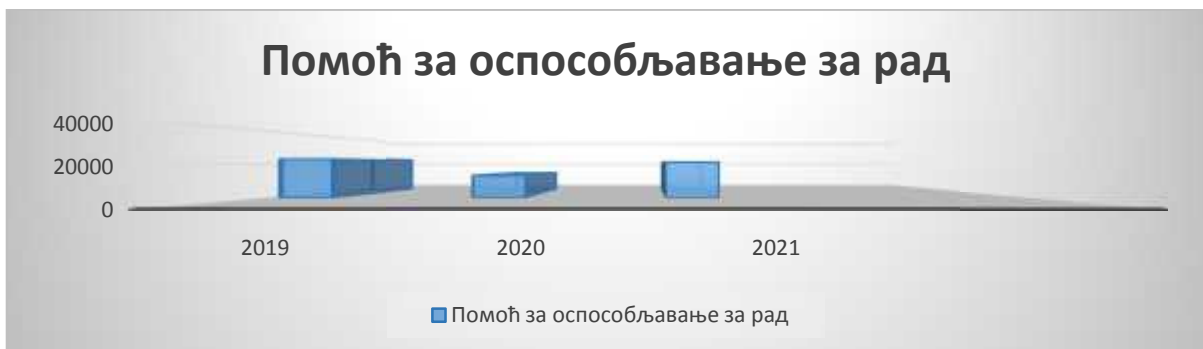 Помоћ за оспособљавање за рад
40000
20000
0
2019 2020 2021
Помоћ за оспособљавање за рад